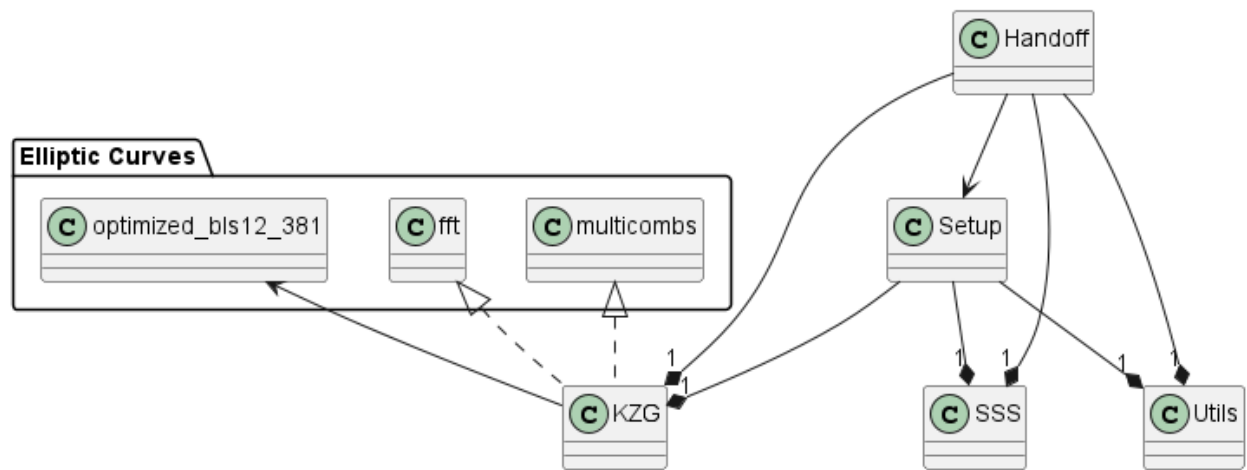 C Handoff
Elliptic Curves
C optimized_bls12_381
C fft
C multicombs
C Setup
1
1
1
1
1
1
C KZG
C SSS
C Utils